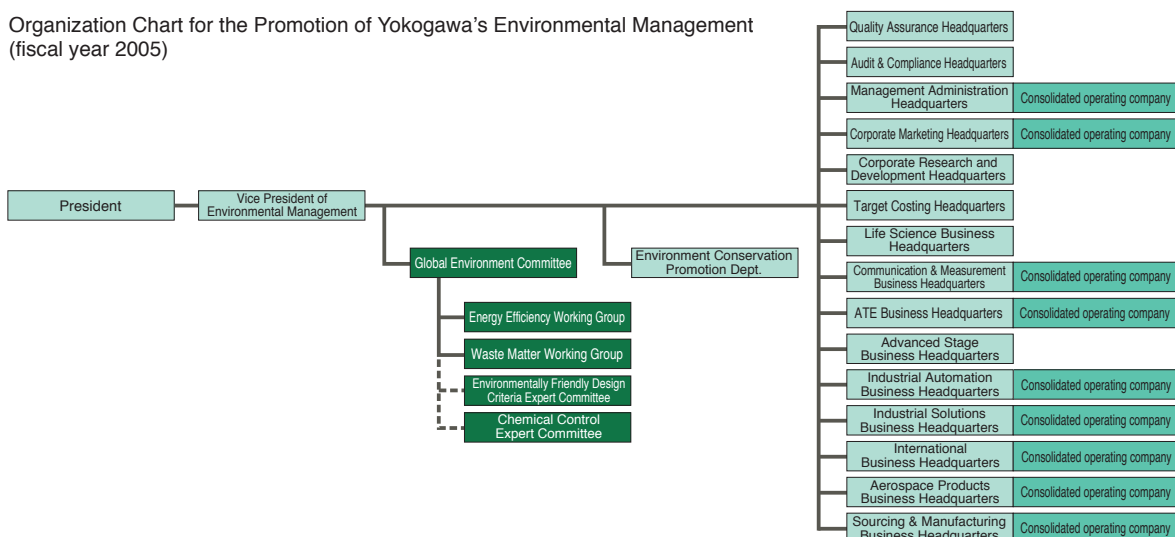 Organization Chart for the Promotion of Yokogawa's Environmental Management
(fiscal year 2005)
President
Vice President of
Environmental Management
Global Environment Committee
Energy Efficiency Working Group
Waste Matter Working Group
Environmentally Friendly Design
Criteria Expert Committee
Chemical Control
Expert Committee
Environment Conservation
Promotion Dept.
Quality Assurance Headquarters
Audit & Compliance Headquarters
Management Administration
Headquarters
Consolidated operating company
Corporate Marketing Headquarters
Consolidated operating company
Corporate Research and
Development Headquarters
Target Costing Headquarters
Life Science Business
Headquarters
Communication & Measurement
Business Headquarters
Consolidated operating company
ATE Business Headquarters
Consolidated operating company
Advanced Stage
Business Headquarters
Industrial Automation
Business Headquarters
Consolidated operating company
Industrial Solutions
Business Headquarters
Consolidated operating company
International
Business Headquarters
Consolidated operating company
Aerospace Products
Business Headquarters
Consolidated operating company
Sourcing & Manufacturing
Business Headquarters
Consolidated operating company